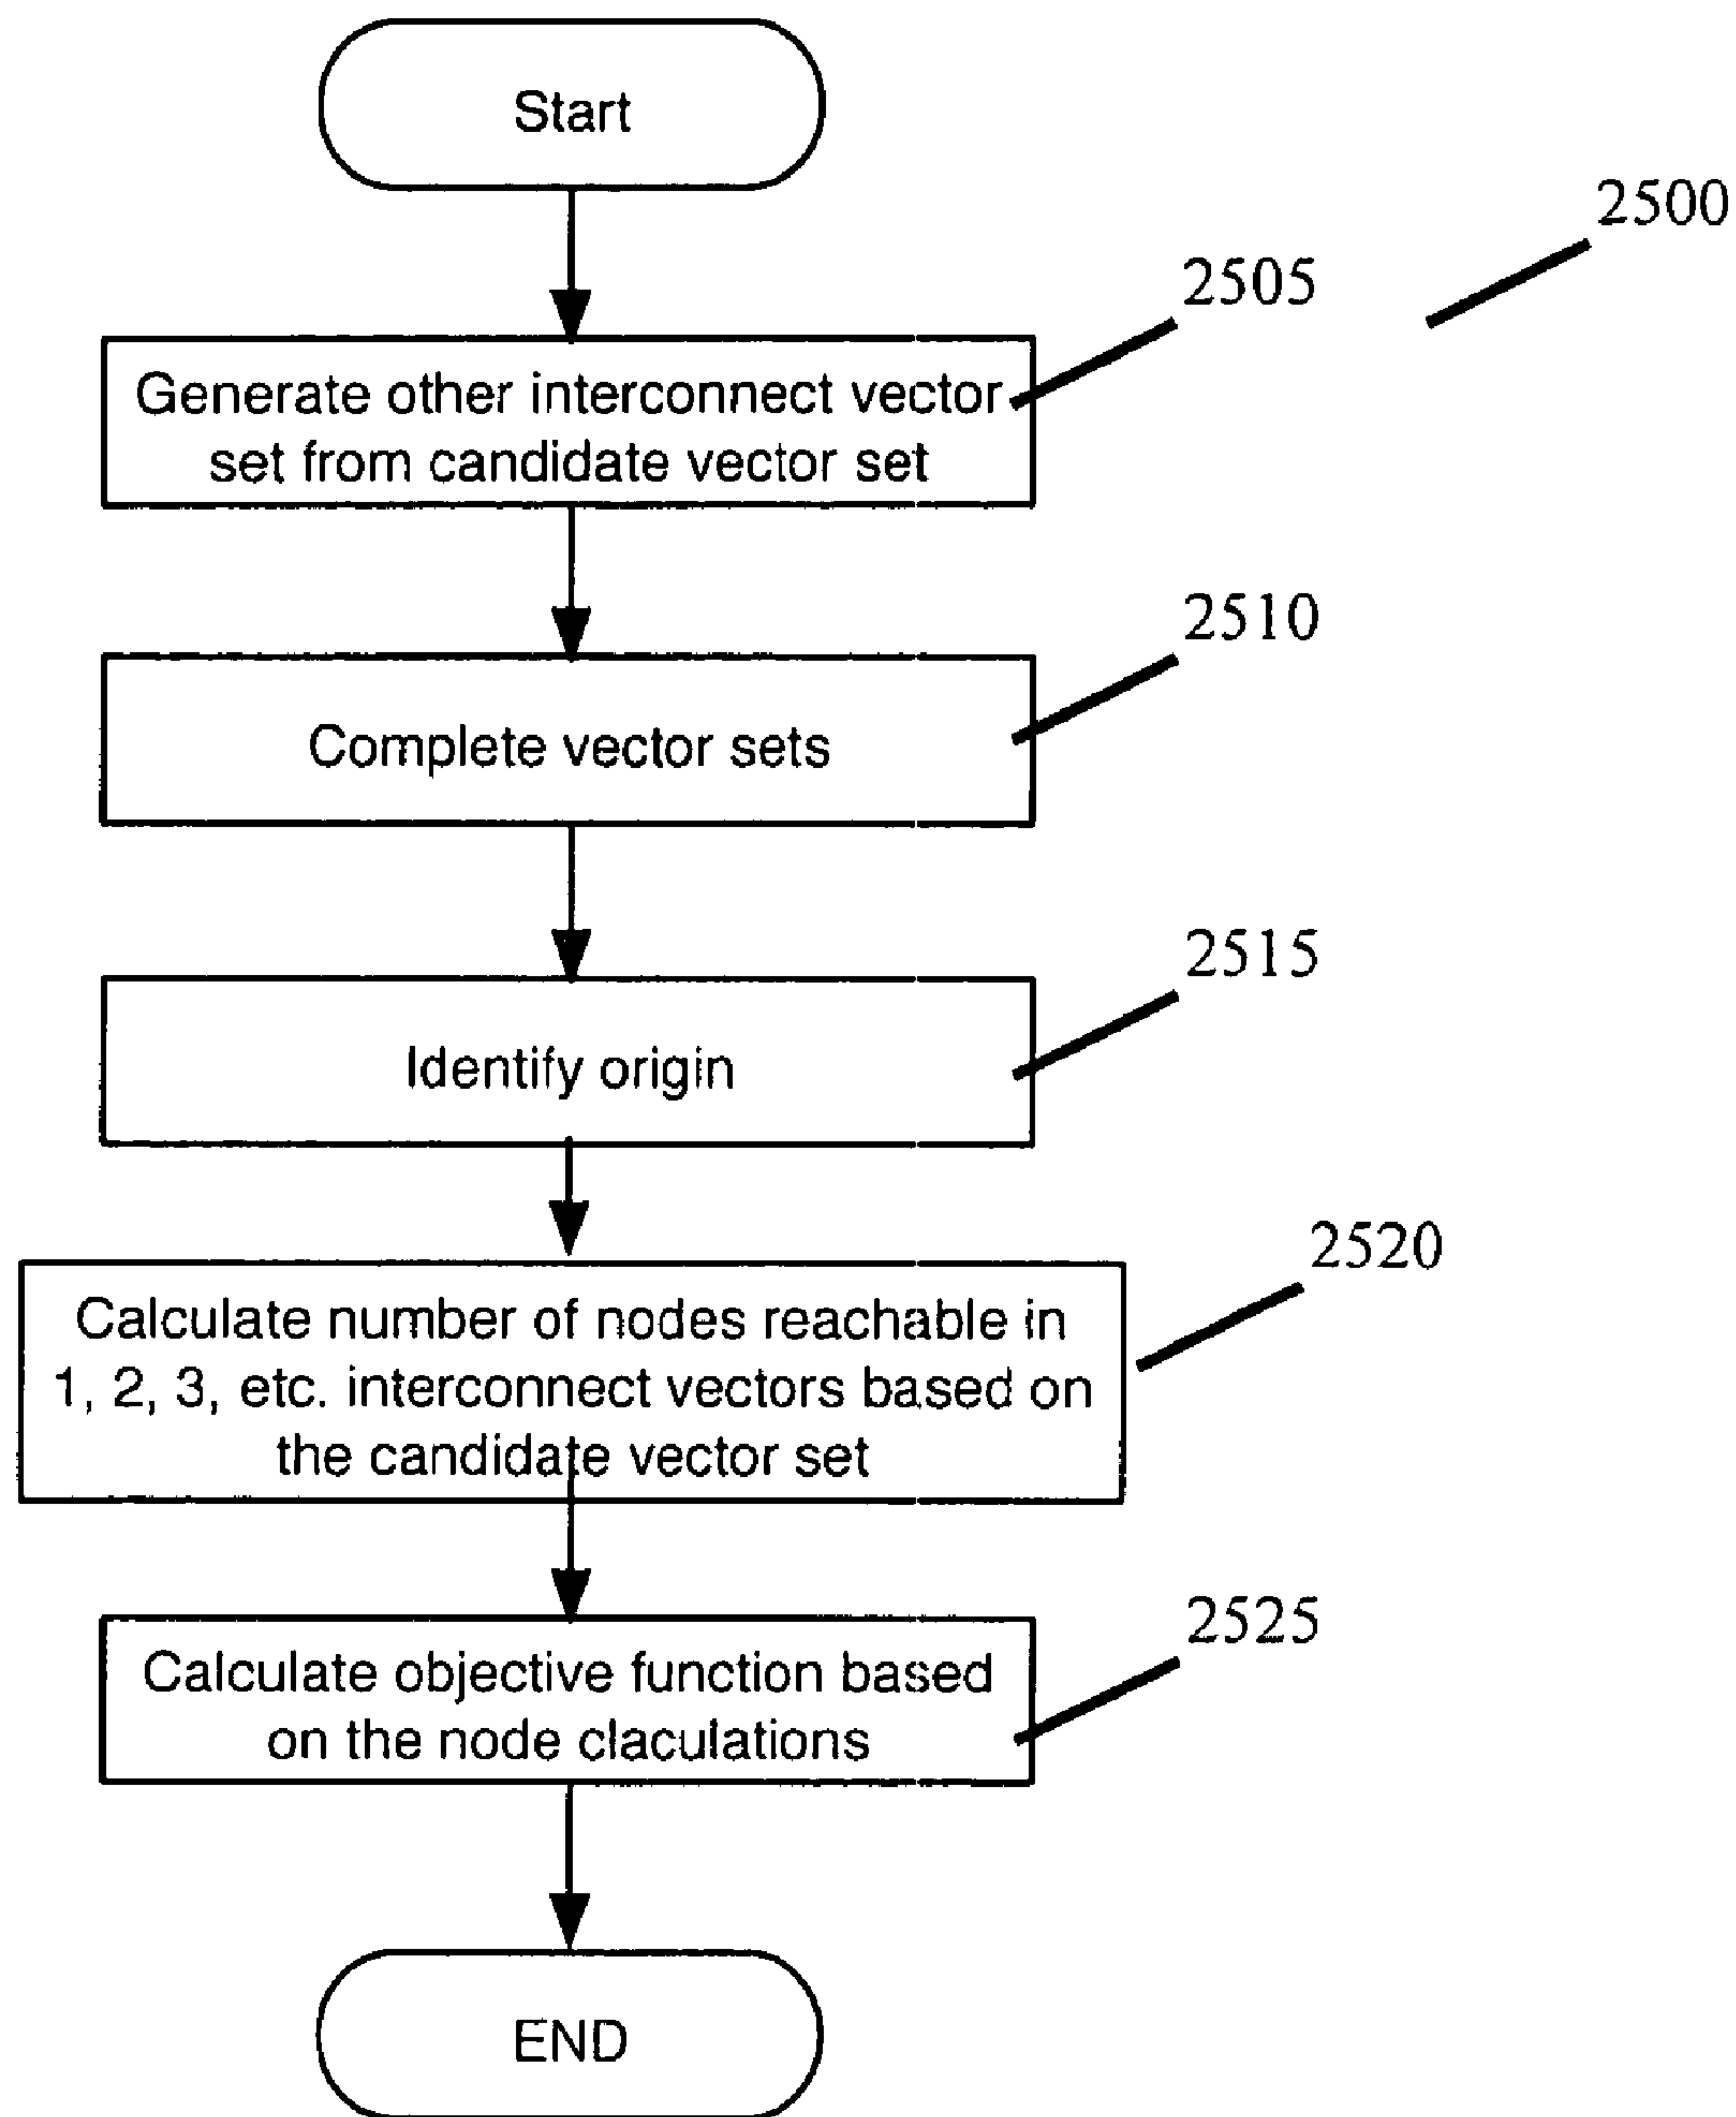 Start
2500
2505
Generate other interconnect vector
set from candidate vector set
2510
Complete vector sets
2515
Identify origin
2520
Calculate number of nodes reachable in
1, 2, 3, etc. interconnect vectors based on
the candidate vector set
2525
Calculate objective function based
on the node claculations
END